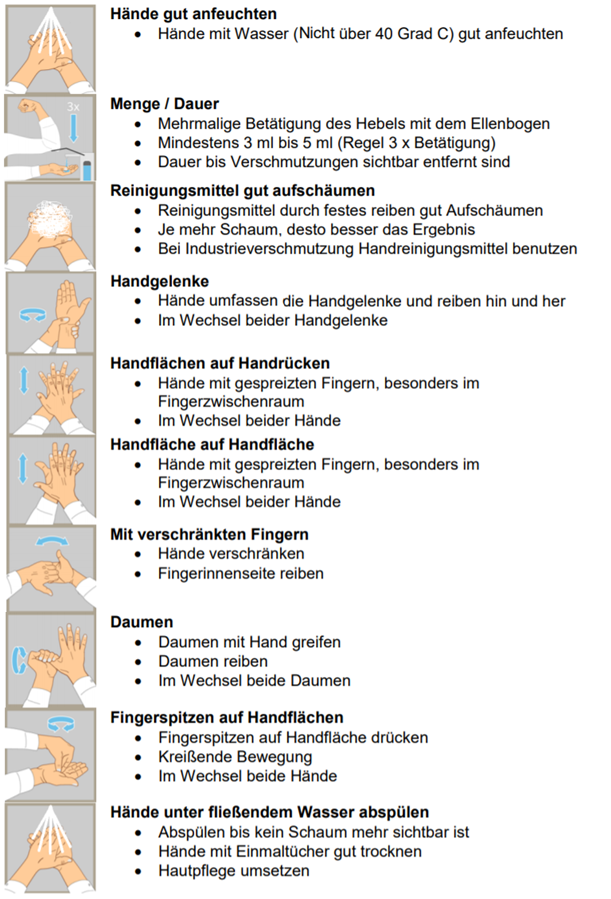 Hände gut anfeuchten
• Hände mit Wasser (Nicht über 40 Grad C) gut anfeuchten
3x
Menge / Dauer
• Mehrmalige Betätigung des Hebels mit dem Ellenbogen
• Mindestens 3 ml bis 5 ml (Regel 3 x Betätigung)
• Dauer bis Verschmutzungen sichtbar entfernt sind
Reinigungsmittel gut aufschäumen
• Reinigungsmittel durch festes reiben gut Aufschäumen
• Je mehr Schaum, desto besser das Ergebnis
• Bei Industrieverschmutzung Handreinigungsmittel benutzen
Handgelenke
• Hände umfassen die Handgelenke und reiben hin und her
• Im Wechsel beider Handgelenke
Handflächen auf Handrücken
• Hände mit gespreizten Fingern, besonders im
Fingerzwischenraum
• Im Wechsel beider Hände
Handfläche auf Handfläche
• Hände mit gespreizten Fingern, besonders im
Fingerzwischenraum
• Im Wechsel beider Hände
Mit verschränkten Fingern
• Hände verschränken
• Fingerinnenseite reiben
Daumen
• Daumen mit Hand greifen
• Daumen reiben
• Im Wechsel beide Daumen
Fingerspitzen auf Handflächen
• Fingerspitzen auf Handfläche drücken
• Kreißende Bewegung
• Im Wechsel beide Hände
Hände unter fließendem Wasser abspülen
• Abspülen bis kein Schaum mehr sichtbar ist
• Hände mit Einmaltücher gut trocknen
• Hautpflege umsetzen